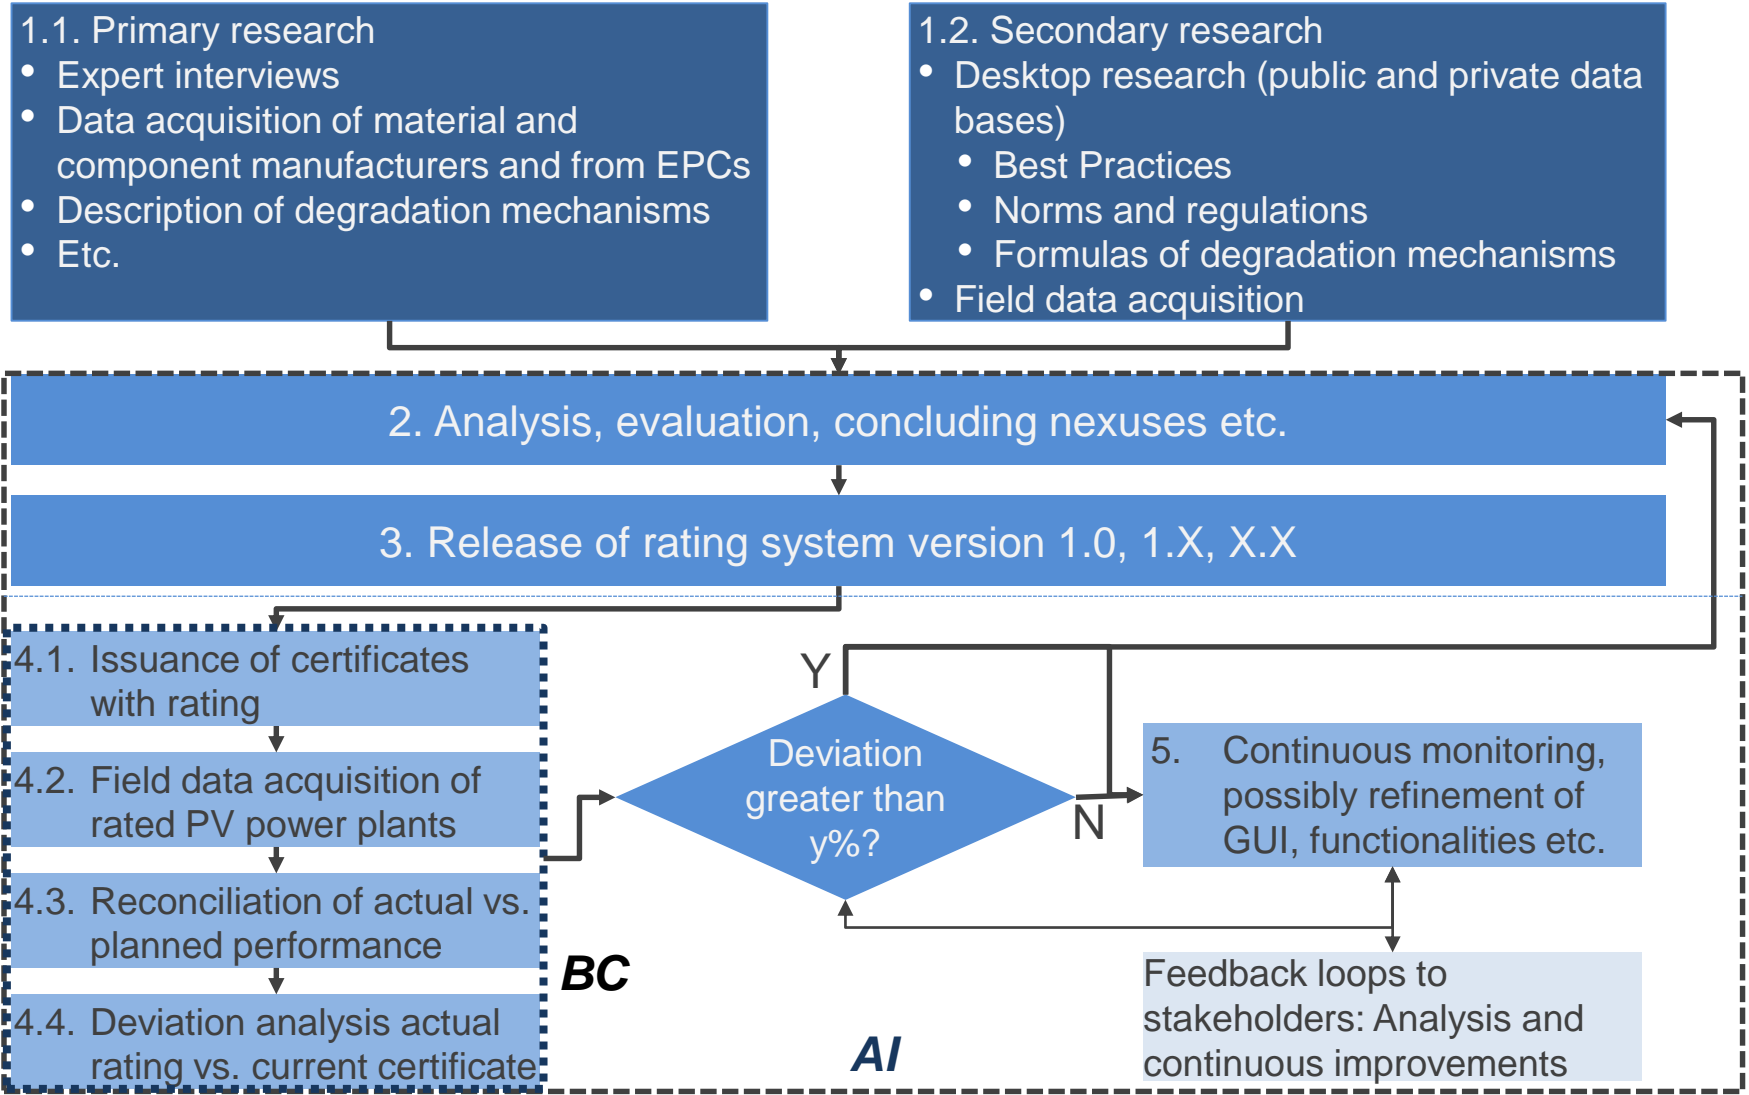 1.1. Primary research
• Expert interviews
• Data acquisition of material and
component manufacturers and from EPCs
• Description of degradation mechanisms
• Etc.
1.2. Secondary research
• Desktop research (public and private data
bases)
• Best Practices
• Norms and regulations
• Formulas of degradation mechanisms
• Field data acquisition
2. Analysis, evaluation, concluding nexuses etc.
3. Release of rating system version 1.0, 1.X, X.X
4.1. Issuance of certificates
with rating
4.2. Field data acquisition of
rated PV power plants
4.3. Reconciliation of actual vs.
planned performance
4.4. Deviation analysis actual
rating vs. current certificate
BC
Y
Deviation
greater than
y%?
N
5. Continuous monitoring,
possibly refinement of
GUI, functionalities etc.
Feedback loops to
stakeholders: Analysis and
continuous improvements
AI